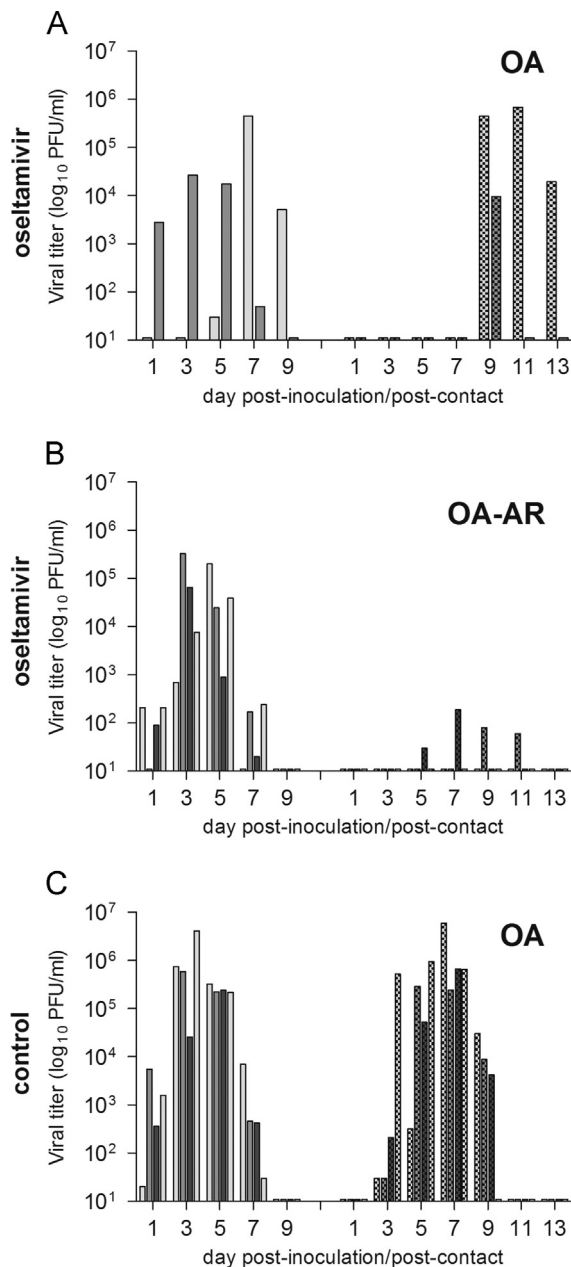 A
OA
oseltamivir
Viral titer (log₁₀ PFU/ml)
10⁷
10⁶
10⁵
10⁴
10³
10²
10¹
1 3 5 7 9 1 3 5 7 9 11 13
day post-inoculation/post-contact
B
OA-AR
oseltamivir
Viral titer (log₁₀ PFU/ml)
10⁷
10⁶
10⁵
10⁴
10³
10²
10¹
1 3 5 7 9 1 3 5 7 9 11 13
day post-inoculation/post-contact
C
OA
control
Viral titer (log₁₀ PFU/ml)
10⁷
10⁶
10⁵
10⁴
10³
10²
10¹
1 3 5 7 9 1 3 5 7 9 11 13
day post-inoculation/post-contact